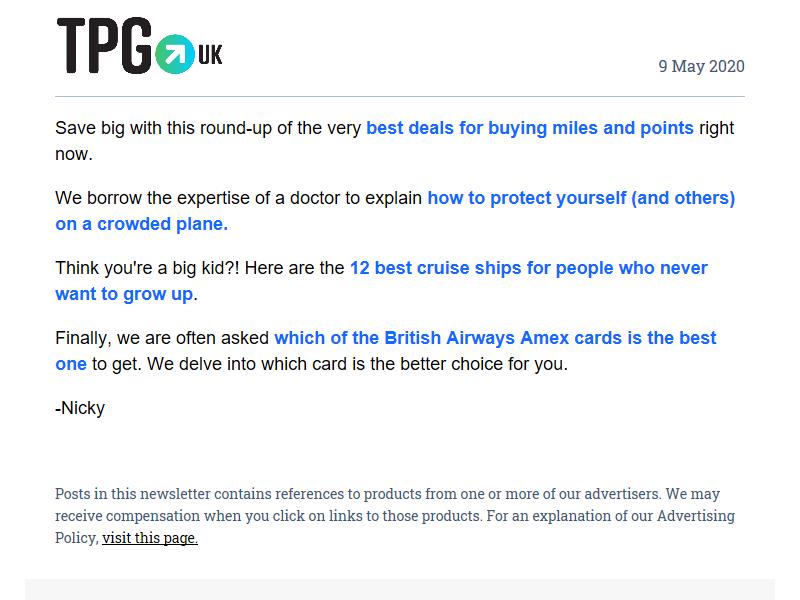 TPG UK
9 May 2020
Save big with this round-up of the very best deals for buying miles and points right
now.
We borrow the expertise of a doctor to explain how to protect yourself (and others)
on a crowded plane.
Think you're a big kid?! Here are the 12 best cruise ships for people who never
want to grow up.
Finally, we are often asked which of the British Airways Amex cards is the best
one to get. We delve into which card is the better choice for you.
-Nicky
Posts in this newsletter contains references to products from one or more of our advertisers. We may
receive compensation when you click on links to those products. For an explanation of our Advertising
Policy, visit this page.